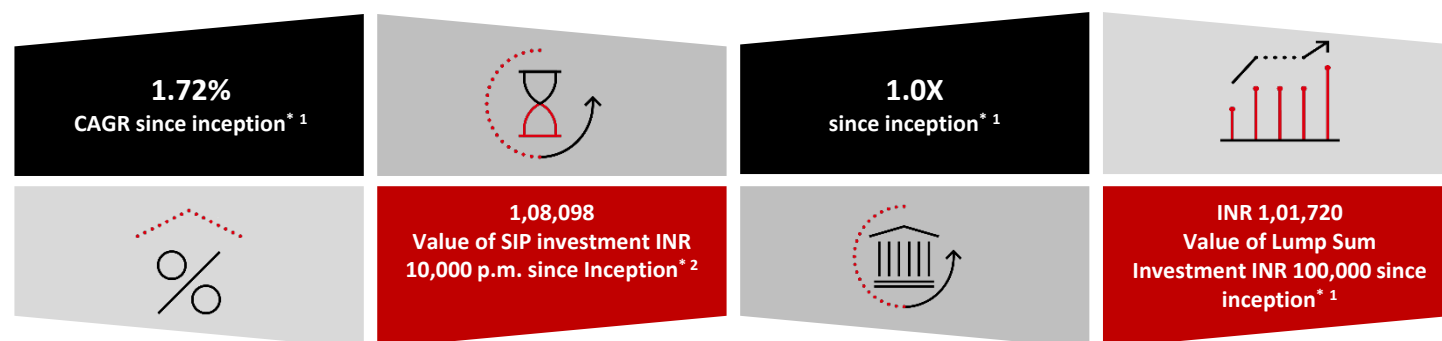 1.72%
CAGR since inception* 1
1.0X
since inception* 1
1,08,098
Value of SIP investment INR
10,000 p.m. since Inception* 2
INR 1,01,720
Value of Lump Sum
Investment INR 100,000 since
inception* 1